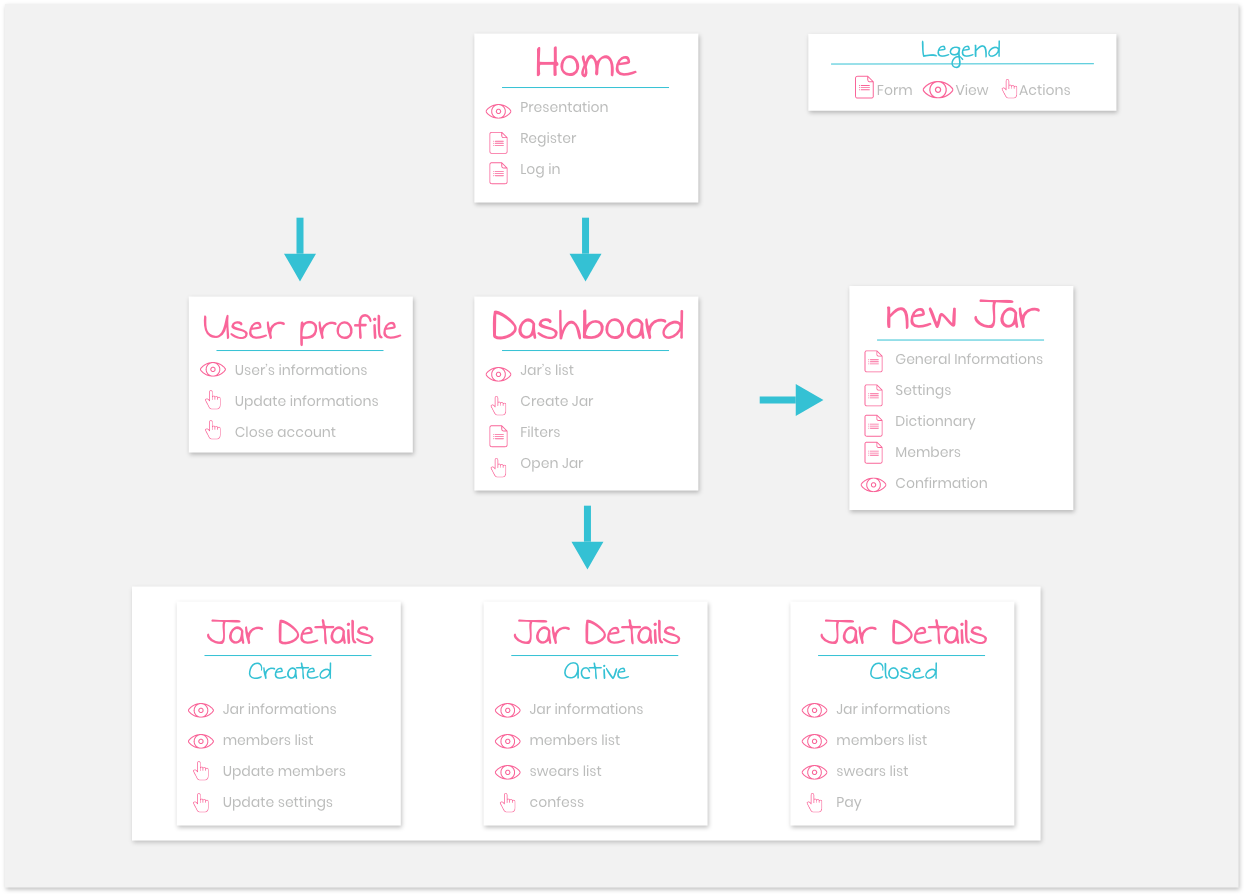 Home
Presentation
Register
Log in
Legend
Form View Actions
User profile
User's informations
Update informations
Close account
Dashboard
Jar's list
Create Jar
Filters
Open Jar
new Jar
General Informations
Settings
Dictionnary
Members
Confirmation
Jar Details
Created
Jar informations
members list
Update members
Update settings
Jar Details
Active
Jar informations
members list
swears list
confess
Jar Details
Closed
Jar informations
members list
swears list
Pay